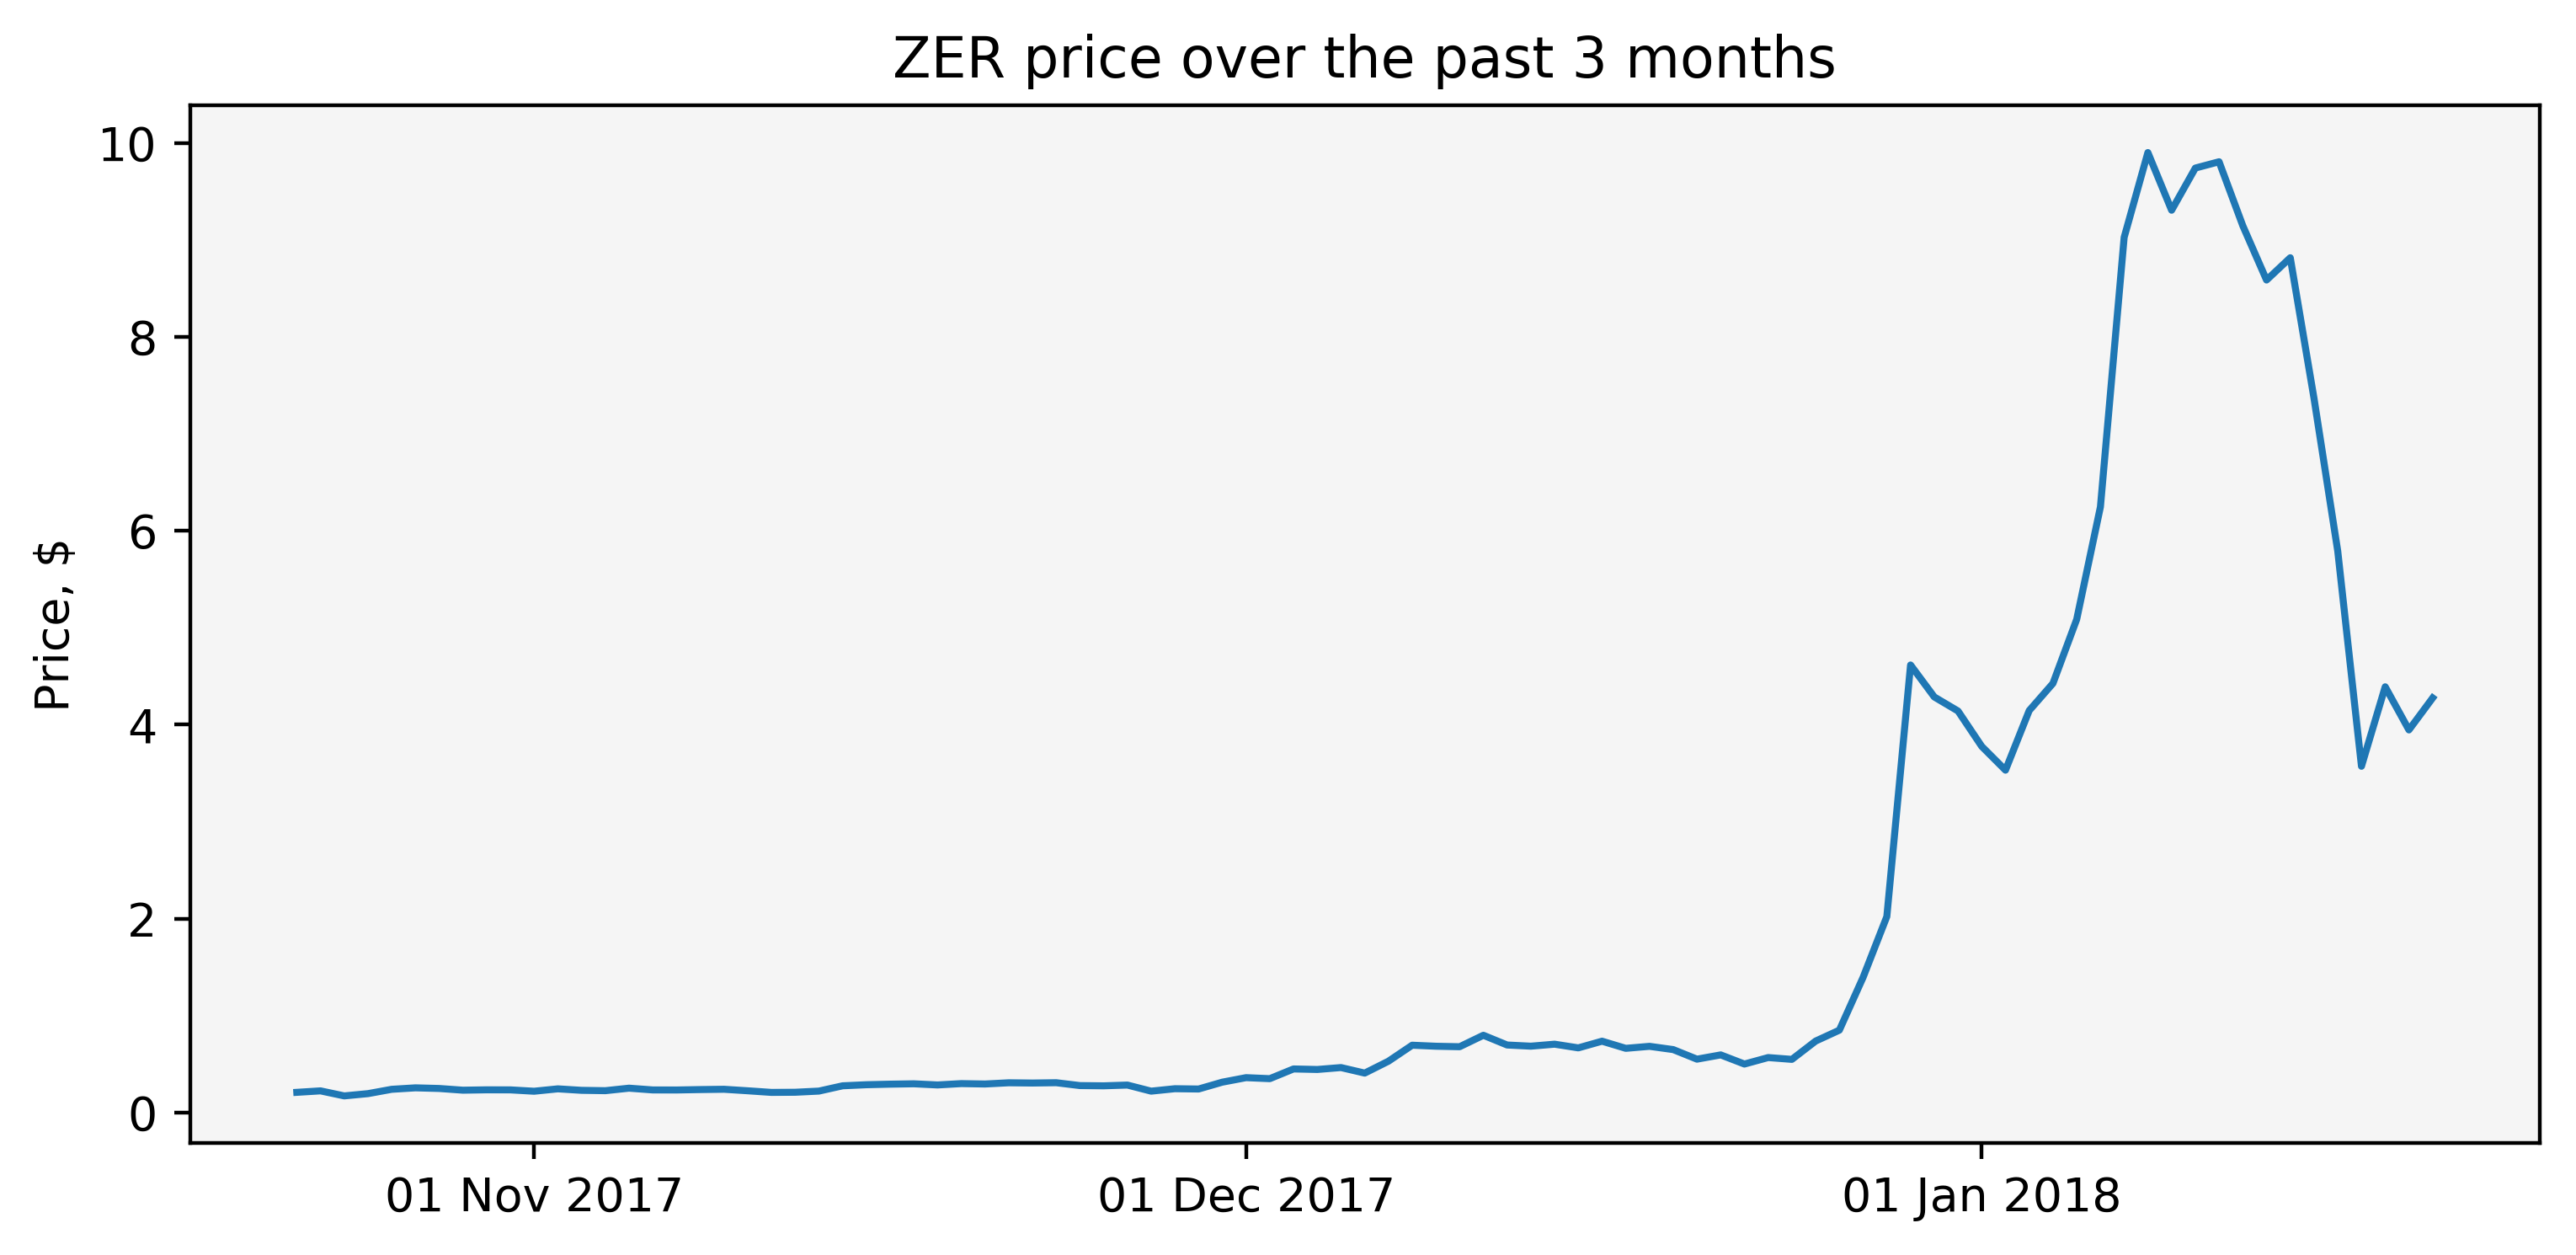 ZER price over the past 3 months
Price, $
10
8
6
4
2
0
01 Nov 2017
01 Dec 2017
01 Jan 2018